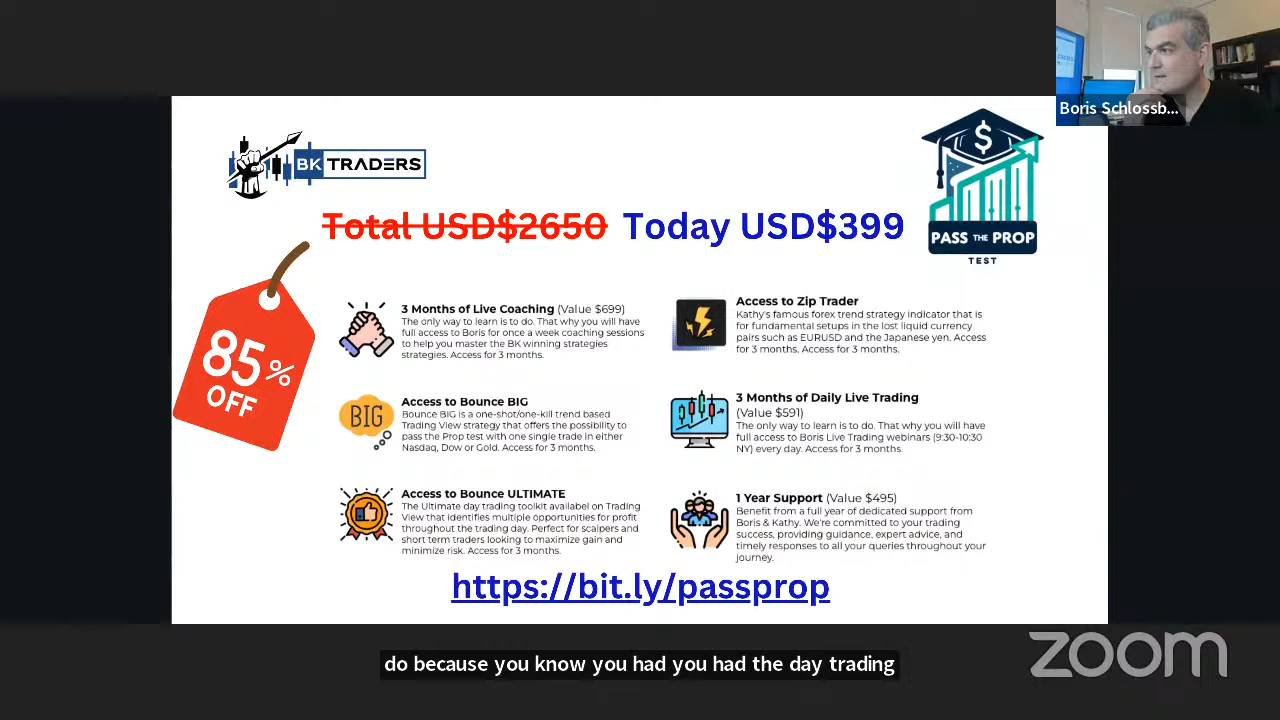 Boris Schlossb...
BK TRADERS
$
PASS THE PROP
TEST
Total USD$2650 Today USD$399
85%
OFF
3 Months of Live Coaching (Value $699)
The only way to learn is to do. That why you will have
full access to Boris for once a week coaching sessions
to help you master the BK winning strategies
strategies. Access for 3 months.
Access to Zip Trader
Kathy's famous forex trend strategy indicator that is
for fundamental setups in the lost liquid currency
pairs such as EURUSD and the Japanese yen. Access
for 3 months. Access for 3 months.
BIG
Access to Bounce BIG
Bounce BIG is a one-shot/one-kill trend based
Trading View strategy that offers the possibility to
pass the Prop test with one single trade in either
Nasdaq, Dow or Gold. Access for 3 months.
3 Months of Daily Live Trading
(Value $591)
The only way to learn is to do. That why you will have
full access to Boris Live Trading webinars (9:30-10:30
NY) every day. Access for 3 months.
Access to Bounce ULTIMATE
The Ultimate day trading toolkit availabel on Trading
View that identifies multiple opportunities for profit
throughout the trading day. Perfect for scalpers and
short term traders looking to maximize gain and
minimize risk. Access for 3 months.
1 Year Support (Value $495)
Benefit from a full year of dedicated support from
Boris & Kathy. We're committed to your trading
success, providing guidance, expert advice, and
timely responses to all your queries throughout your
journey.
https://bit.ly/passprop
do because you know you had you had the day trading
zoom